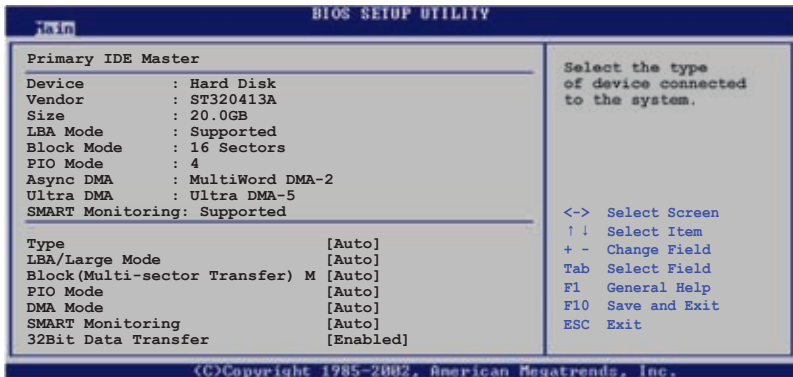 BIOS SETUP UTILITY
Main
Primary IDE Master
Device : Hard Disk
Vendor : ST320413A
Size : 20.0GB
LBA Mode : Supported
Block Mode : 16 Sectors
PIO Mode : 4
Async DMA : MultiWord DMA-2
Ultra DMA : Ultra DMA-5
SMART Monitoring: Supported
Type [Auto]
LBA/Large Mode [Auto]
Block(Multi-sector Transfer) M [Auto]
PIO Mode [Auto]
DMA Mode [Auto]
SMART Monitoring [Auto]
32Bit Data Transfer [Enabled]
Select the type
of device connected
to the system.
<-> Select Screen
↑↓ Select Item
+ - Change Field
Tab Select Field
F1 General Help
F10 Save and Exit
ESC Exit
(C)Copyright 1985-2002, American Megatrends, Inc.